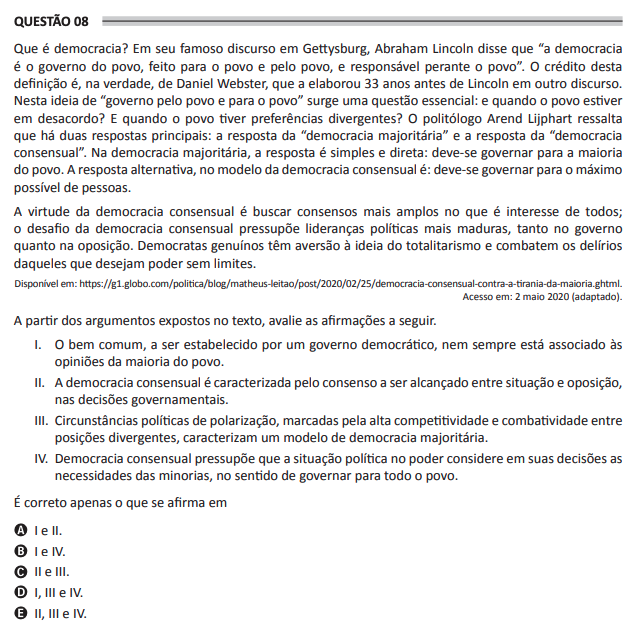 QUESTÃO 08
Que é democracia? Em seu famoso discurso em Gettysburg, Abraham Lincoln disse que “a democracia
é o governo do povo, feito para o povo e pelo povo, e responsável perante o povo”. O crédito desta
definição é, na verdade, de Daniel Webster, que a elaborou 33 anos antes de Lincoln em outro discurso.
Nesta ideia de “governo pelo povo e para o povo” surge uma questão essencial: e quando o povo estiver
em desacordo? E quando o povo tiver preferências divergentes? O politólogo Arend Lijphart ressalta
que há duas respostas principais: a resposta da “democracia majoritária” e a resposta da “democracia
consensual”. Na democracia majoritária, a resposta é simples e direta: deve-se governar para a maioria
do povo. A resposta alternativa, no modelo da democracia consensual é: deve-se governar para o máximo
possível de pessoas.
A virtude da democracia consensual é buscar consensos mais amplos no que é interesse de todos;
o desafio da democracia consensual pressupõe lideranças políticas mais maduras, tanto no governo
quanto na oposição. Democratas genuínos têm aversão à ideia do totalitarismo e combatem os delírios
daqueles que desejam poder sem limites.
Disponível em: https://g1.globo.com/politica/blog/matheus-leitao/post/2020/02/25/democracia-consensual-contra-a-tirania-da-maioria.ghtml.
Acesso em: 2 maio 2020 (adaptado).
A partir dos argumentos expostos no texto, avalie as afirmações a seguir.
I. O bem comum, a ser estabelecido por um governo democrático, nem sempre está associado às
opiniões da maioria do povo.
II. A democracia consensual é caracterizada pelo consenso a ser alcançado entre situação e oposição,
nas decisões governamentais.
III. Circunstâncias políticas de polarização, marcadas pela alta competitividade e combatividade entre
posições divergentes, caracterizam um modelo de democracia majoritária.
IV. Democracia consensual pressupõe que a situação política no poder considere em suas decisões as
necessidades das minorias, no sentido de governar para todo o povo.
É correto apenas o que se afirma em
A I e II.
B I e IV.
C II e III.
D I, III e IV.
E II, III e IV.